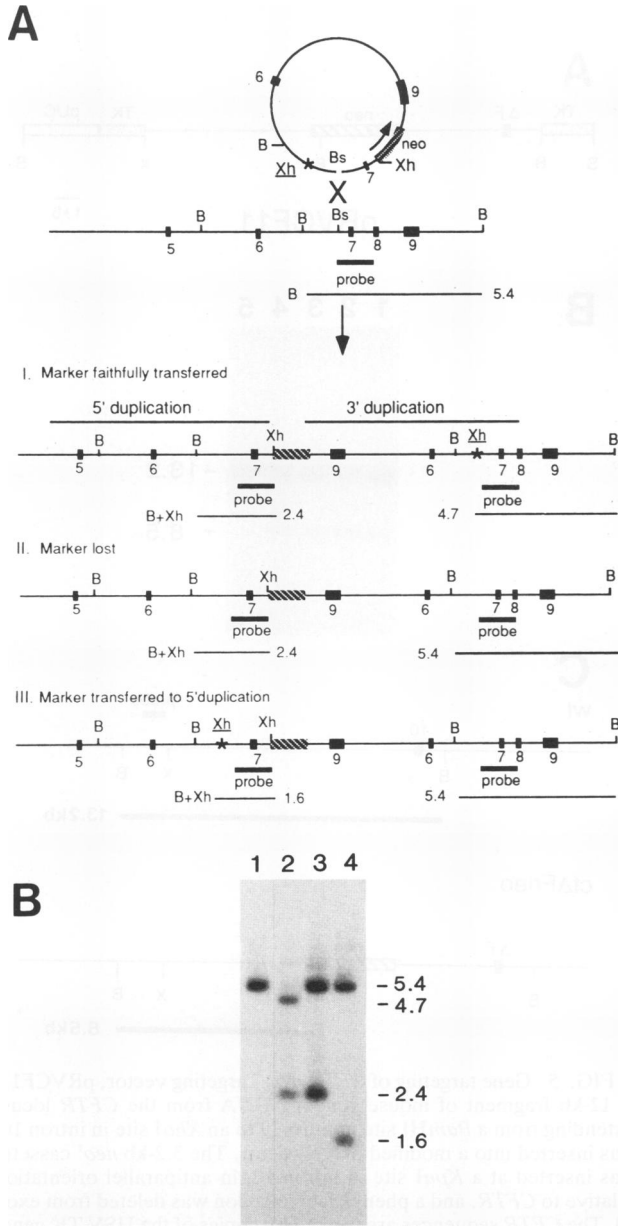 A
6
9
B
neo
Xh
Bs
Xh
7
X
B
B
Bs
B
5
6
7
8
9
probe
B
5.4
I. Marker faithfully transferred
5' duplication
3' duplication
B
B
Xh
B
Xh
B
5
6
7
9
6
*
7
8
9
probe
probe
B+Xh
2.4
4.7
II. Marker lost
B
B
Xh
B
B
5
6
7
9
6
7
8
9
probe
probe
B+Xh
2.4
5.4
III. Marker transferred to 5'duplication
B
B
Xh
Xh
B
B
5
6
*
7
9
6
7
8
9
probe
probe
B+Xh
1.6
5.4
B
1 2 3 4
- 5.4
- 4.7
- 2.4
- 1.6